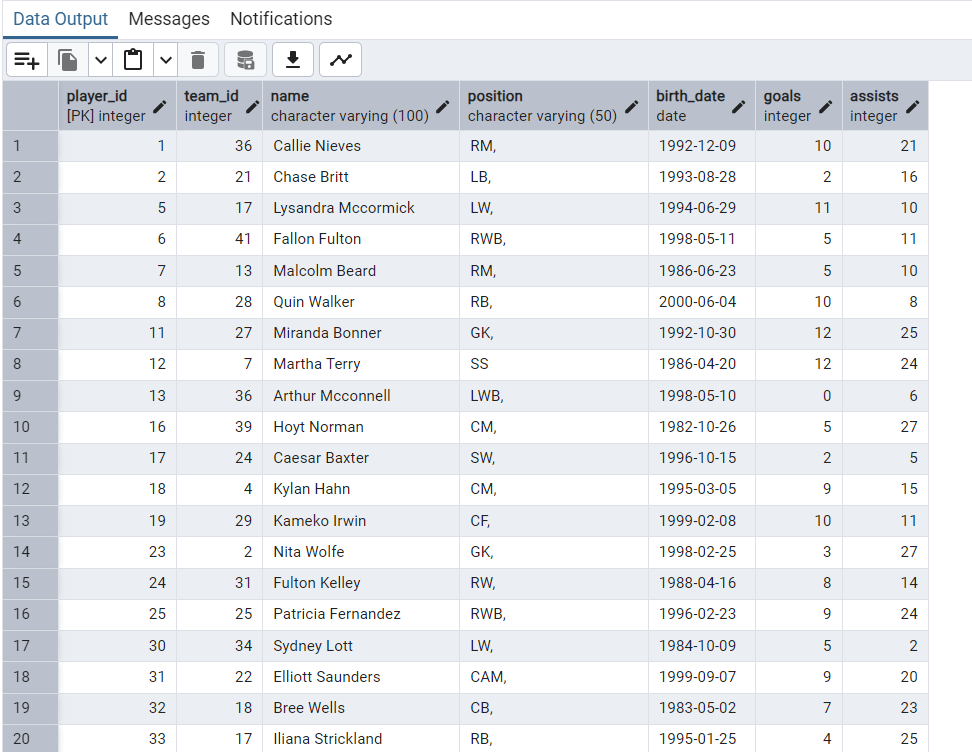 Data Output Messages Notifications
player_id team_id name position birth_date goals assists
[PK] integer integer character varying (100) character varying (50) date integer integer
1 1 36 Callie Nieves RM, 1992-12-09 10 21
2 2 21 Chase Britt LB, 1993-08-28 2 16
3 5 17 Lysandra Mccormick LW, 1994-06-29 11 10
4 6 41 Fallon Fulton RWB, 1998-05-11 5 11
5 7 13 Malcolm Beard RM, 1986-06-23 5 10
6 8 28 Quin Walker RB, 2000-06-04 10 8
7 11 27 Miranda Bonner GK, 1992-10-30 12 25
8 12 7 Martha Terry SS 1986-04-20 12 24
9 13 36 Arthur Mcconnell LWB, 1998-05-10 0 6
10 16 39 Hoyt Norman CM, 1982-10-26 5 27
11 17 24 Caesar Baxter SW, 1996-10-15 2 5
12 18 4 Kylan Hahn CM, 1995-03-05 9 15
13 19 29 Kameko Irwin CF, 1999-02-08 10 11
14 23 2 Nita Wolfe GK, 1998-02-25 3 27
15 24 31 Fulton Kelley RW, 1988-04-16 8 14
16 25 25 Patricia Fernandez RWB, 1996-02-23 9 24
17 30 34 Sydney Lott LW, 1984-10-09 5 2
18 31 22 Elliott Saunders CAM, 1999-09-07 9 20
19 32 18 Bree Wells CB, 1983-05-02 7 23
20 33 17 Iliana Strickland RB, 1995-01-25 4 25